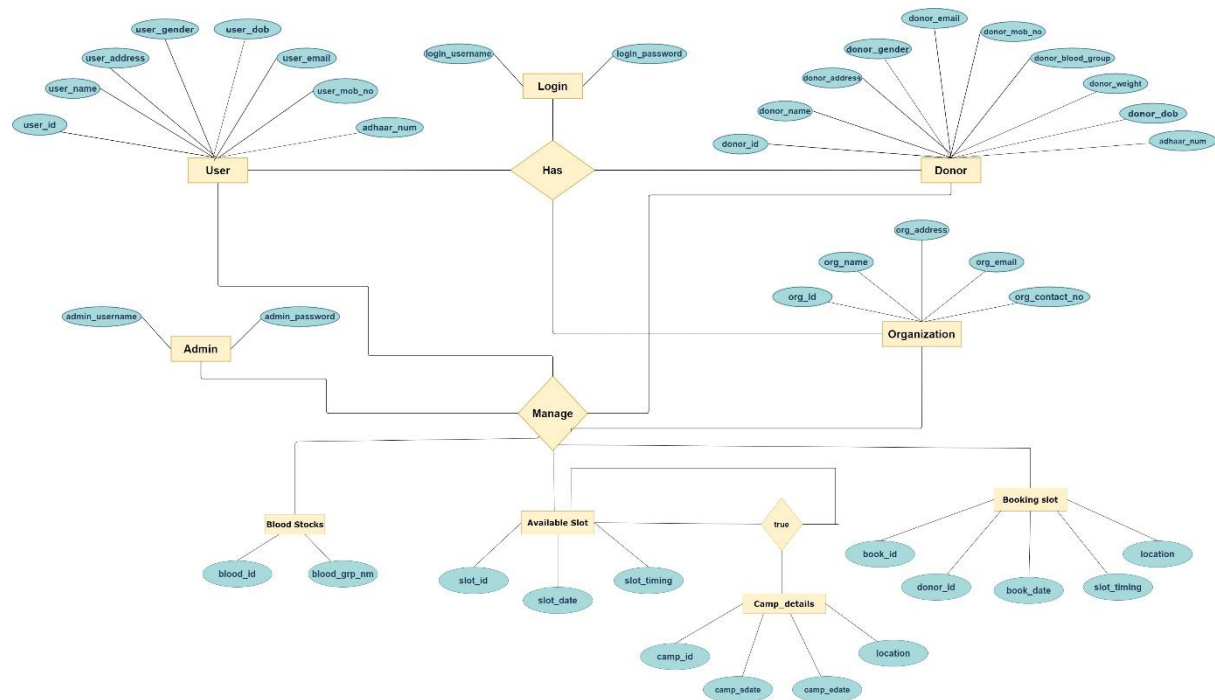 user_gender
user_dob
user_address
user_email
user_name
user_mob_no
user_id
adhaar_num
User
login_username
login_password
Login
Has
donor_email
donor_mob_no
donor_gender
donor_blood_group
donor_address
donor_weight
donor_name
donor_dob
donor_id
adhaar_num
Donor
org_address
org_name
org_email
org_id
org_contact_no
Organization
admin_username
admin_password
Admin
Manage
Blood Stocks
blood_id
blood_grp_nm
Available Slot
slot_id
slot_date
slot_timing
true
Camp_details
camp_id
camp_sdate
camp_edate
location
Booking slot
book_id
donor_id
book_date
slot_timing
location